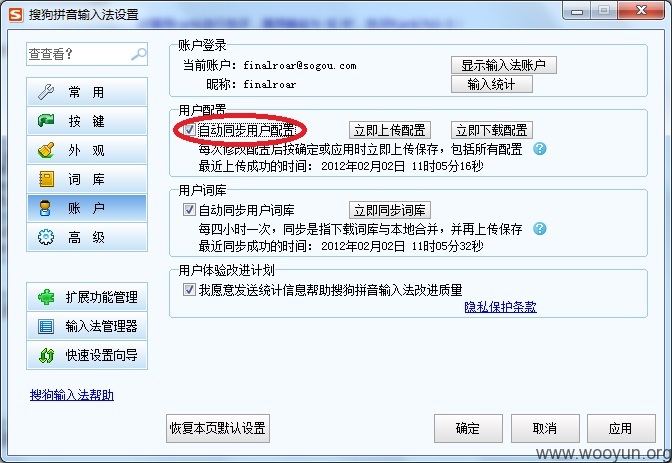 搜狗拼音输入法设置
查查看?
常 用
按 键
外 观
词 库
账 户
高 级
扩展功能管理
输入法管理器
快速设置向导
搜狗输入法帮助
账户登录
当前账户: finalroar@sogou.com
显示输入法账户
昵称: finalroar
输入统计
用户配置
自动同步用户配置
立即上传配置
立即下载配置
每次修改配置后按确定或应用时立即上传保存,包括所有配置
最近上传成功的时间: 2012年02月02日 11时05分16秒
用户词库
自动同步用户词库
立即同步词库
每四小时一次,同步是指下载词库与本地合并,并再上传保存
最近同步成功的时间: 2012年02月02日 11时05分32秒
用户体验改进计划
我愿意发送统计信息帮助搜狗拼音输入法改进质量
隐私保护条款
恢复本页默认设置
确定
取消
应用
www.wooyun.org